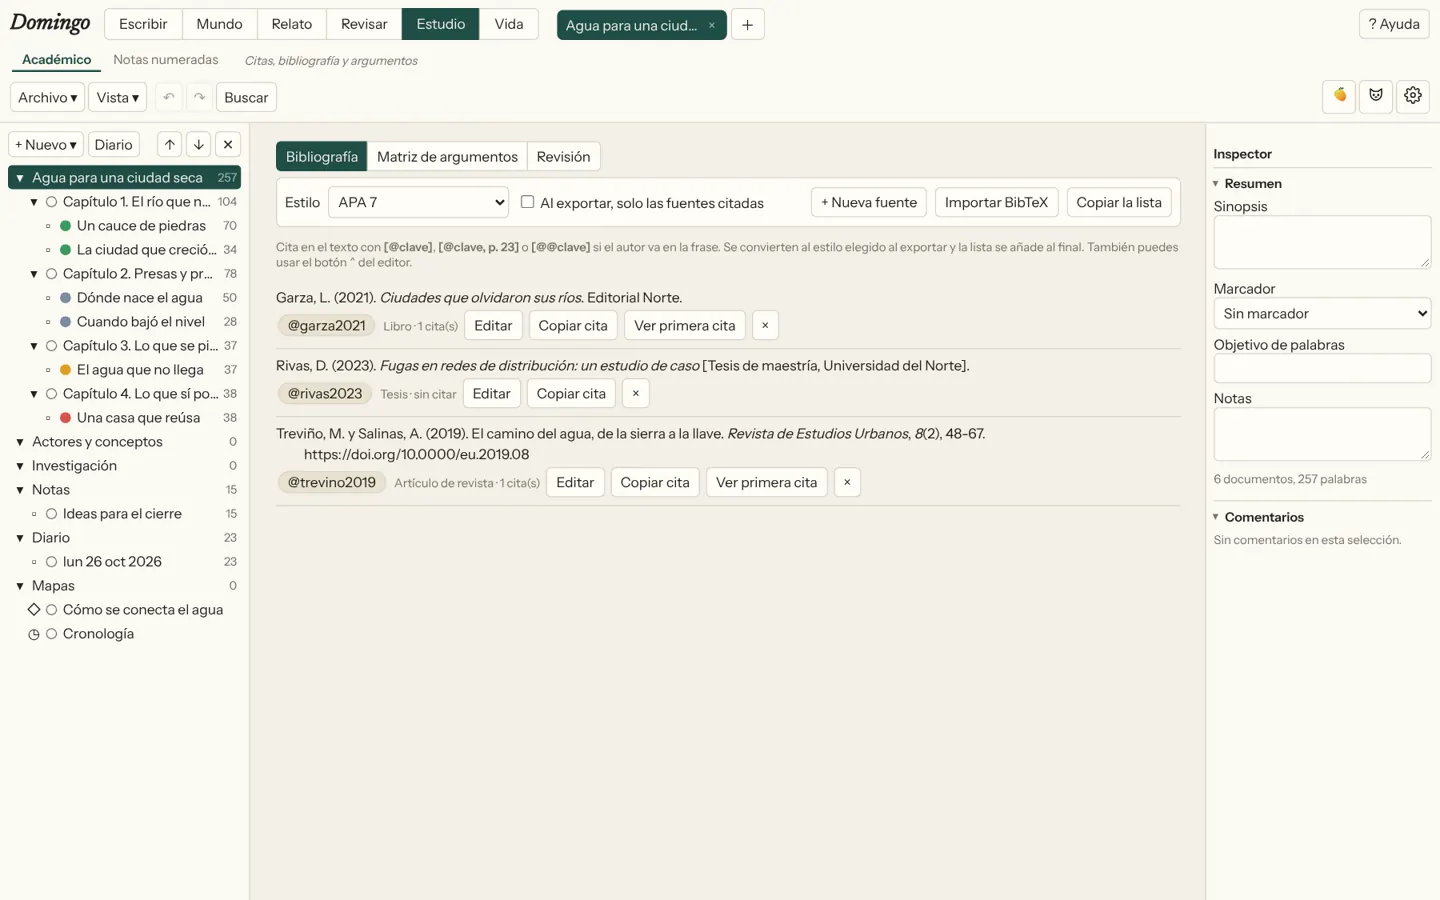 Domingo
Escribir
Mundo
Relato
Revisar
Estudio
Vida
Agua para una ciud... ×
+
? Ayuda
Académico
Notas numeradas
Citas, bibliografía y argumentos
Archivo ▾
Vista ▾
↶
↷
Buscar
+ Nuevo ▾
Diario
↑
↓
✕
▼ Agua para una ciudad seca 257
▼ Capítulo 1. El río que n... 104
Un cauce de piedras 70
La ciudad que creció... 34
▼ Capítulo 2. Presas y pr... 78
Dónde nace el agua 50
Cuando bajó el nivel 28
▼ Capítulo 3. Lo que se pi... 37
El agua que no llega 37
▼ Capítulo 4. Lo que sí po... 38
Una casa que reúsa 38
▼ Actores y conceptos 0
▼ Investigación 0
▼ Notas 15
Ideas para el cierre 15
▼ Diario 23
lun 26 oct 2026 23
▼ Mapas 0
Cómo se conecta el agua
Cronología
Bibliografía
Matriz de argumentos
Revisión
Estilo
APA 7
Al exportar, solo las fuentes citadas
+ Nueva fuente
Importar BibTeX
Copiar la lista
Cita en el texto con [@clave], [@clave, p. 23] o [@@clave] si el autor va en la frase. Se convierten al estilo elegido al exportar y la lista se añade al final. También puedes
usar el botón ^ del editor.
Garza, L. (2021). Ciudades que olvidaron sus ríos. Editorial Norte.
@garza2021 Libro · 1 cita(s) Editar Copiar cita Ver primera cita ×
Rivas, D. (2023). Fugas en redes de distribución: un estudio de caso [Tesis de maestría, Universidad del Norte].
@rivas2023 Tesis · sin citar Editar Copiar cita ×
Treviño, M. y Salinas, A. (2019). El camino del agua, de la sierra a la llave. Revista de Estudios Urbanos, 8(2), 48-67.
https://doi.org/10.0000/eu.2019.08
@trevino2019 Artículo de revista · 1 cita(s) Editar Copiar cita Ver primera cita ×
Inspector
▼ Resumen
Sinopsis
Marcador
Sin marcador
Objetivo de palabras
Notas
6 documentos, 257 palabras
▼ Comentarios
Sin comentarios en esta selección.